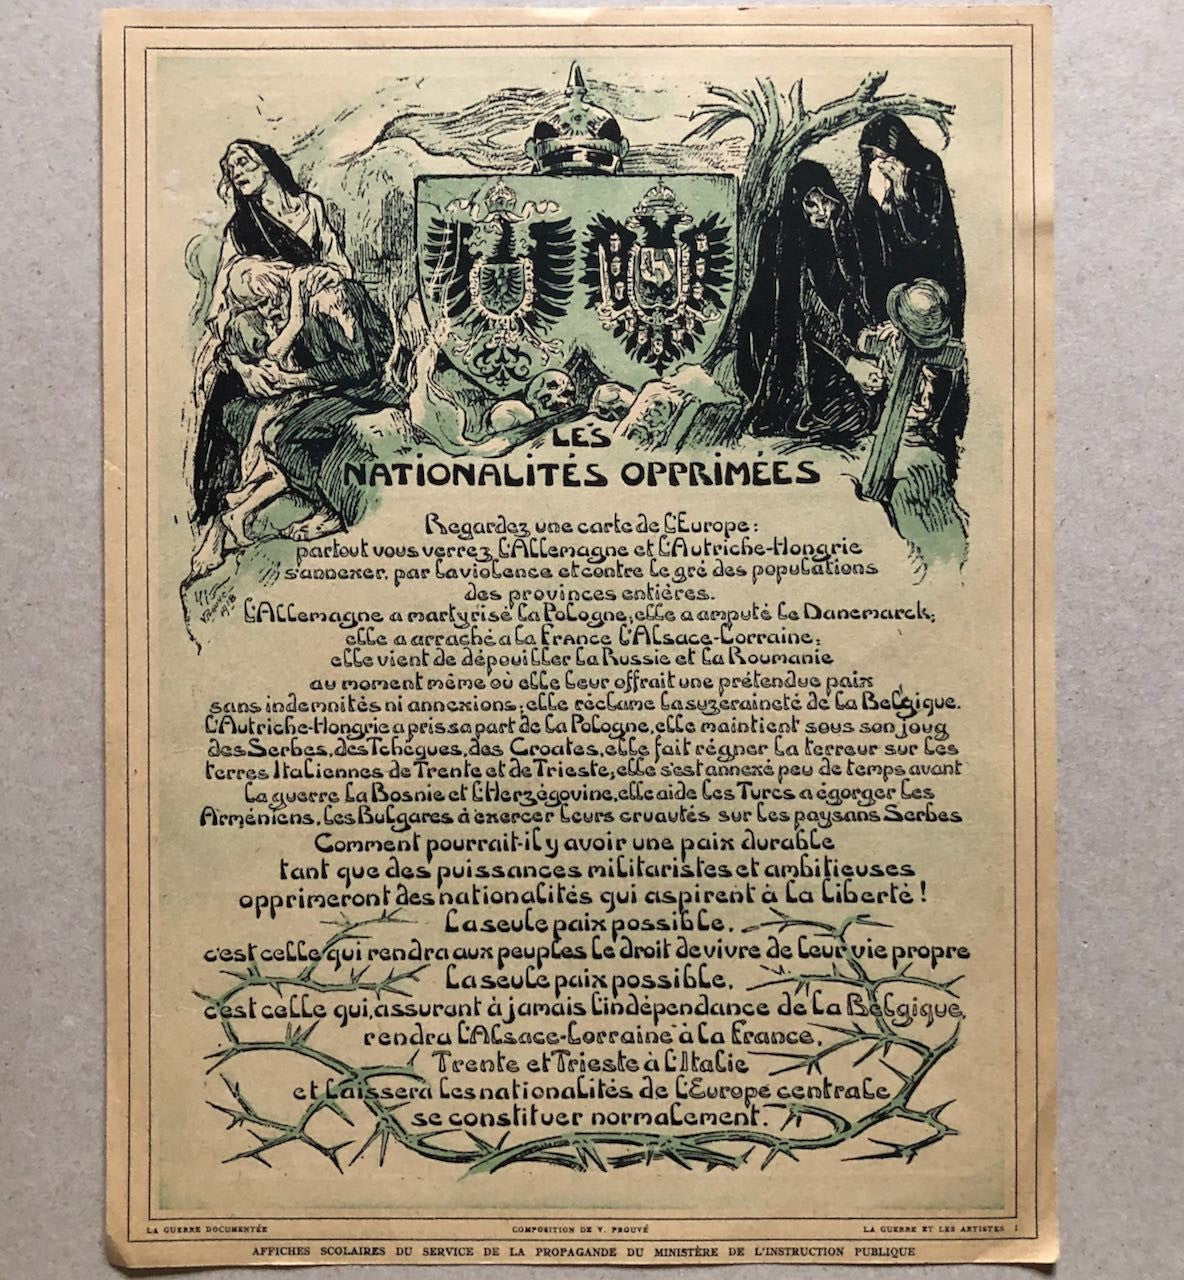 LES
NATIONALITÉS OPPRIMÉES
Regardez une carte de l'Europe :
partout vous verrez l'Allemagne et l'Autriche-Hongrie
s'annexer, par la violence et contre le gré des populations
des provinces entières.
L'Allemagne a martyrisé la Pologne; elle a amputé le Danemarck;
elle a arraché a la France l'Alsace-Lorraine;
elle vient de dépouiller la Russie et la Roumanie
au moment même où elle leur offrait une prétendue paix
sans indemnités ni annexions; elle réclame la suzeraineté de la Belgique.
L'Autriche-Hongrie a pris sa part de la Pologne, elle maintient sous son joug
des Serbes, des Tchéques, des Croates, elle fait régner la terreur sur les
terres Italiennes de Trente et de Trieste; elle s'est annexé peu de temps avant
la guerre la Bosnie et l'Herzégovine, elle aide les Turcs a égorger les
Arméniens, les Bulgares à exercer leurs cruautés sur les paysans Serbes
Comment pourrait-il y avoir une paix durable
tant que des puissances militaristes et ambitieuses
opprimeront des nationalités qui aspirent à la liberté !
La seule paix possible,
c'est celle qui rendra aux peuples le droit de vivre de leur vie propre
La seule paix possible,
c'est celle qui, assurant à jamais l'indépendance de la Belgique,
rendra l'Alsace-Lorraine à la France,
Trente et Trieste à l'Italie
et laissera les nationalités de l'Europe centrale
se constituer normalement.
LA GUERRE DOCUMENTÉE COMPOSITION DE V. PROUVÉ LA GUERRE ET LES ARTISTES 1
AFFICHES SCOLAIRES DU SERVICE DE LA PROPAGANDE DU MINISTÈRE DE L'INSTRUCTION PUBLIQUE